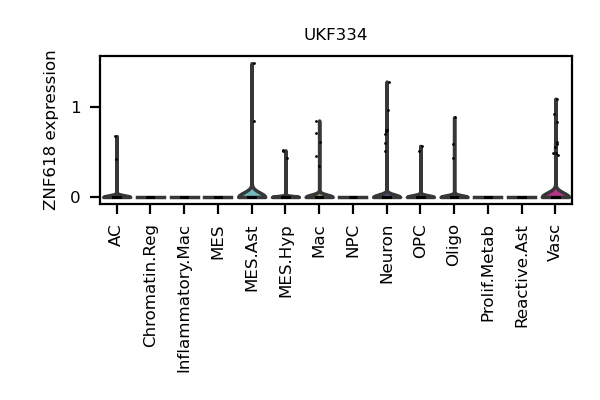 UKF334
ZNF618 expression
1
0
AC
Chromatin.Reg
Inflammatory.Mac
MES
MES.Ast
MES.Hyp
Mac
NPC
Neuron
OPC
Oligo
Prolif.Metab
Reactive.Ast
Vasc